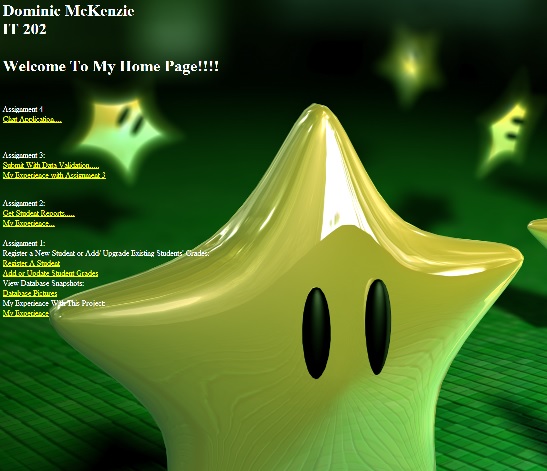 Dominic McKenzie
IT 202
Welcome To My Home Page!!!!
Assignment 4
Chat Application....
Assignment 3:
Submit With Data Validation.....
My Experience with Assignment 3
Assignment 2:
Get Student Reports.....
My Experience...
Assignment 1:
Register a New Student or Add/ Upgrade Existing Students' Grades:
Register A Student
Add or Update Student Grades
View Database Snapshots:
Database Pictures
My Experience With This Project:
My Experience